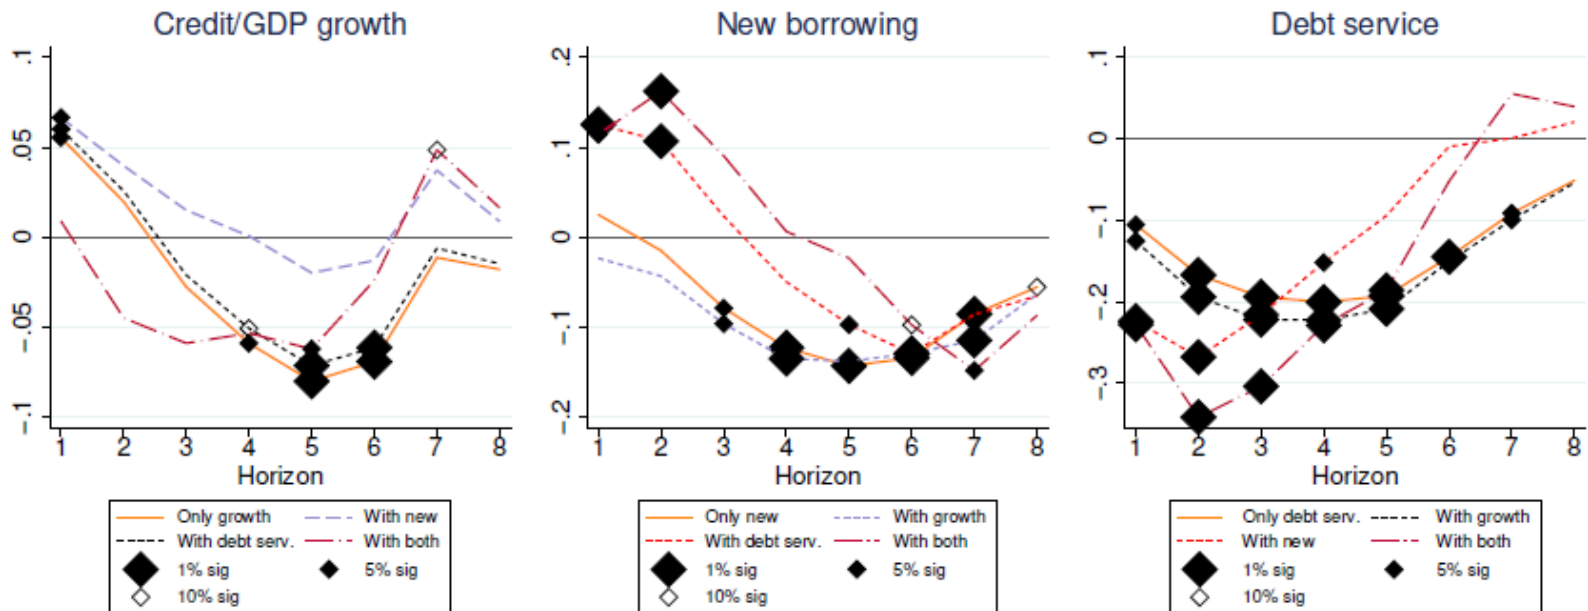 Credit/GDP growth
.1
.05
0
-.05
-.1
1 2 3 4 5 6 7 8
Horizon
Only growth With new
With debt serv. With both
1% sig 5% sig
10% sig
New borrowing
.2
.1
0
-.1
-.2
1 2 3 4 5 6 7 8
Horizon
Only new With growth
With debt serv. With both
1% sig 5% sig
10% sig
Debt service
.1
0
-.1
-.2
-.3
1 2 3 4 5 6 7 8
Horizon
Only debt serv. With growth
With new With both
1% sig 5% sig
10% sig